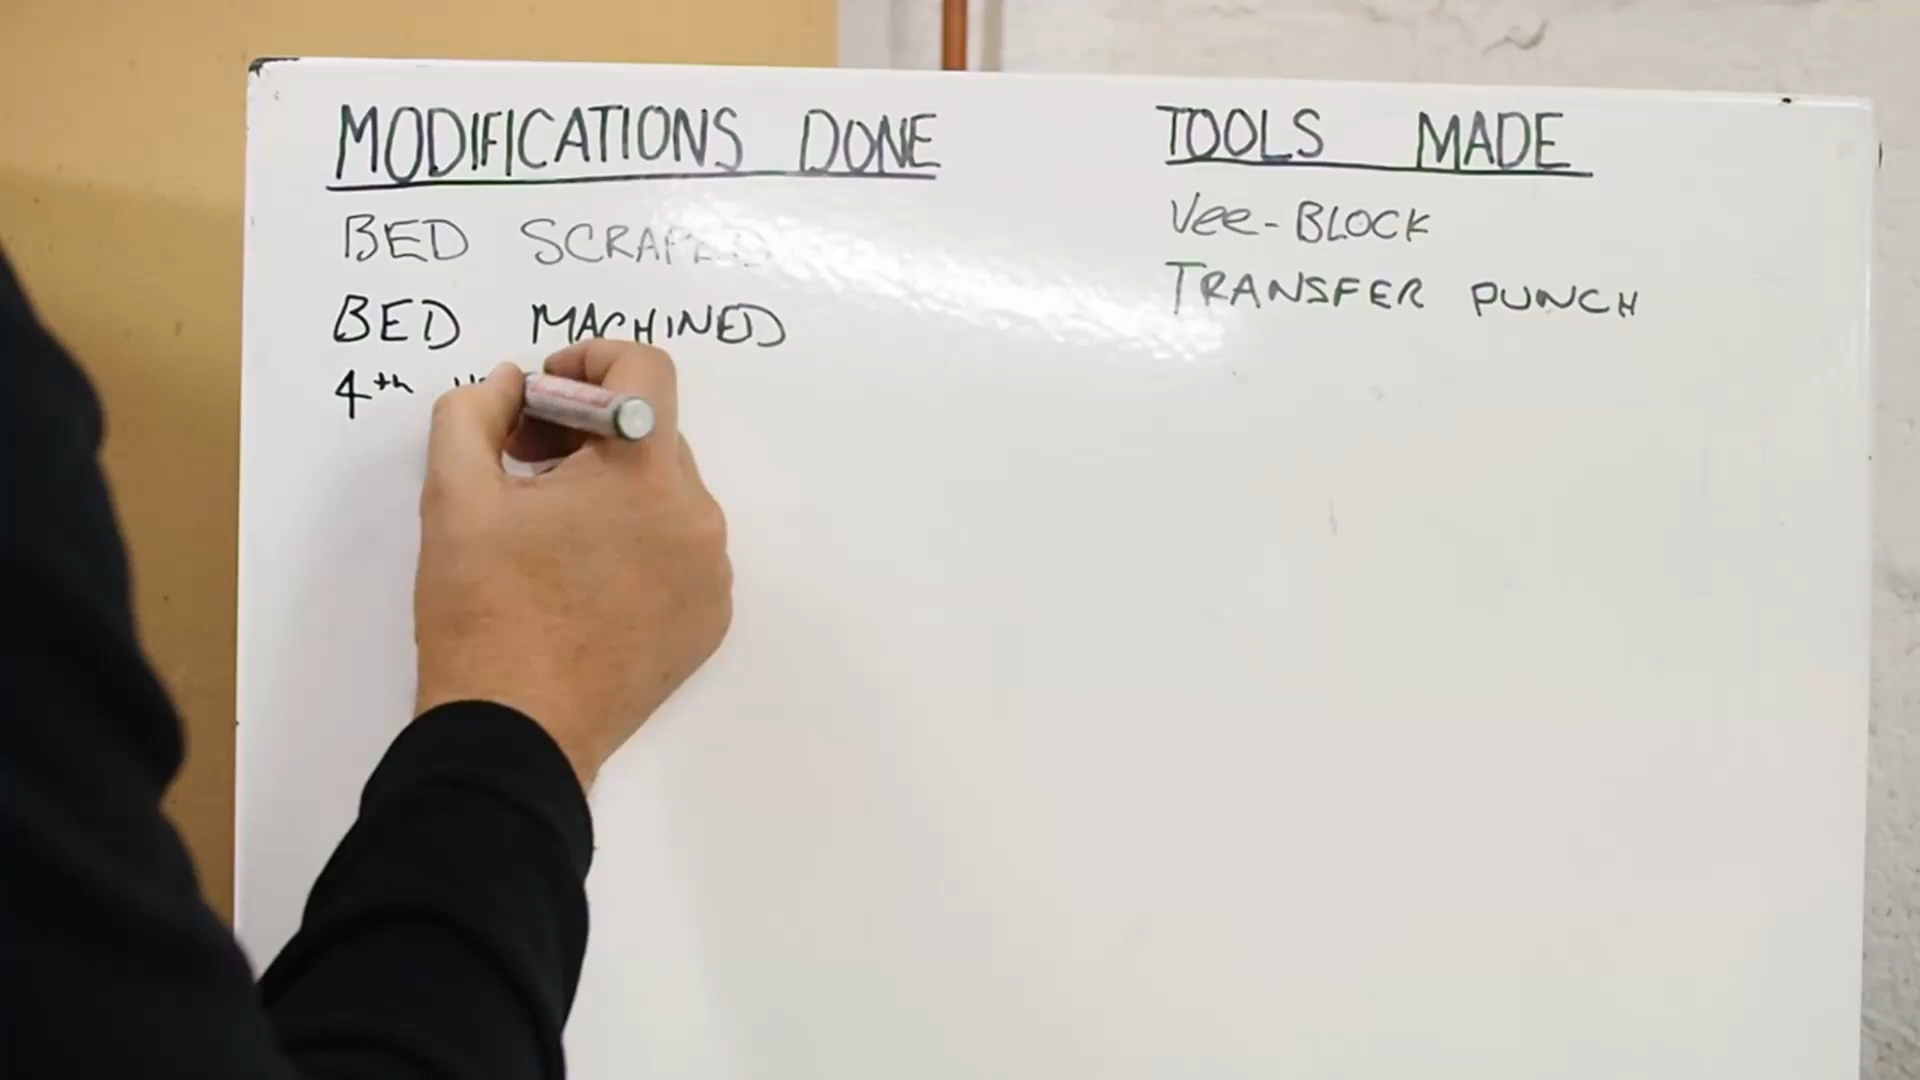 MODIFICATIONS DONE
BED SCRAPED
BED MACHINED
4th
TOOLS MADE
Vee-BLOCK
TRANSFER PUNCH